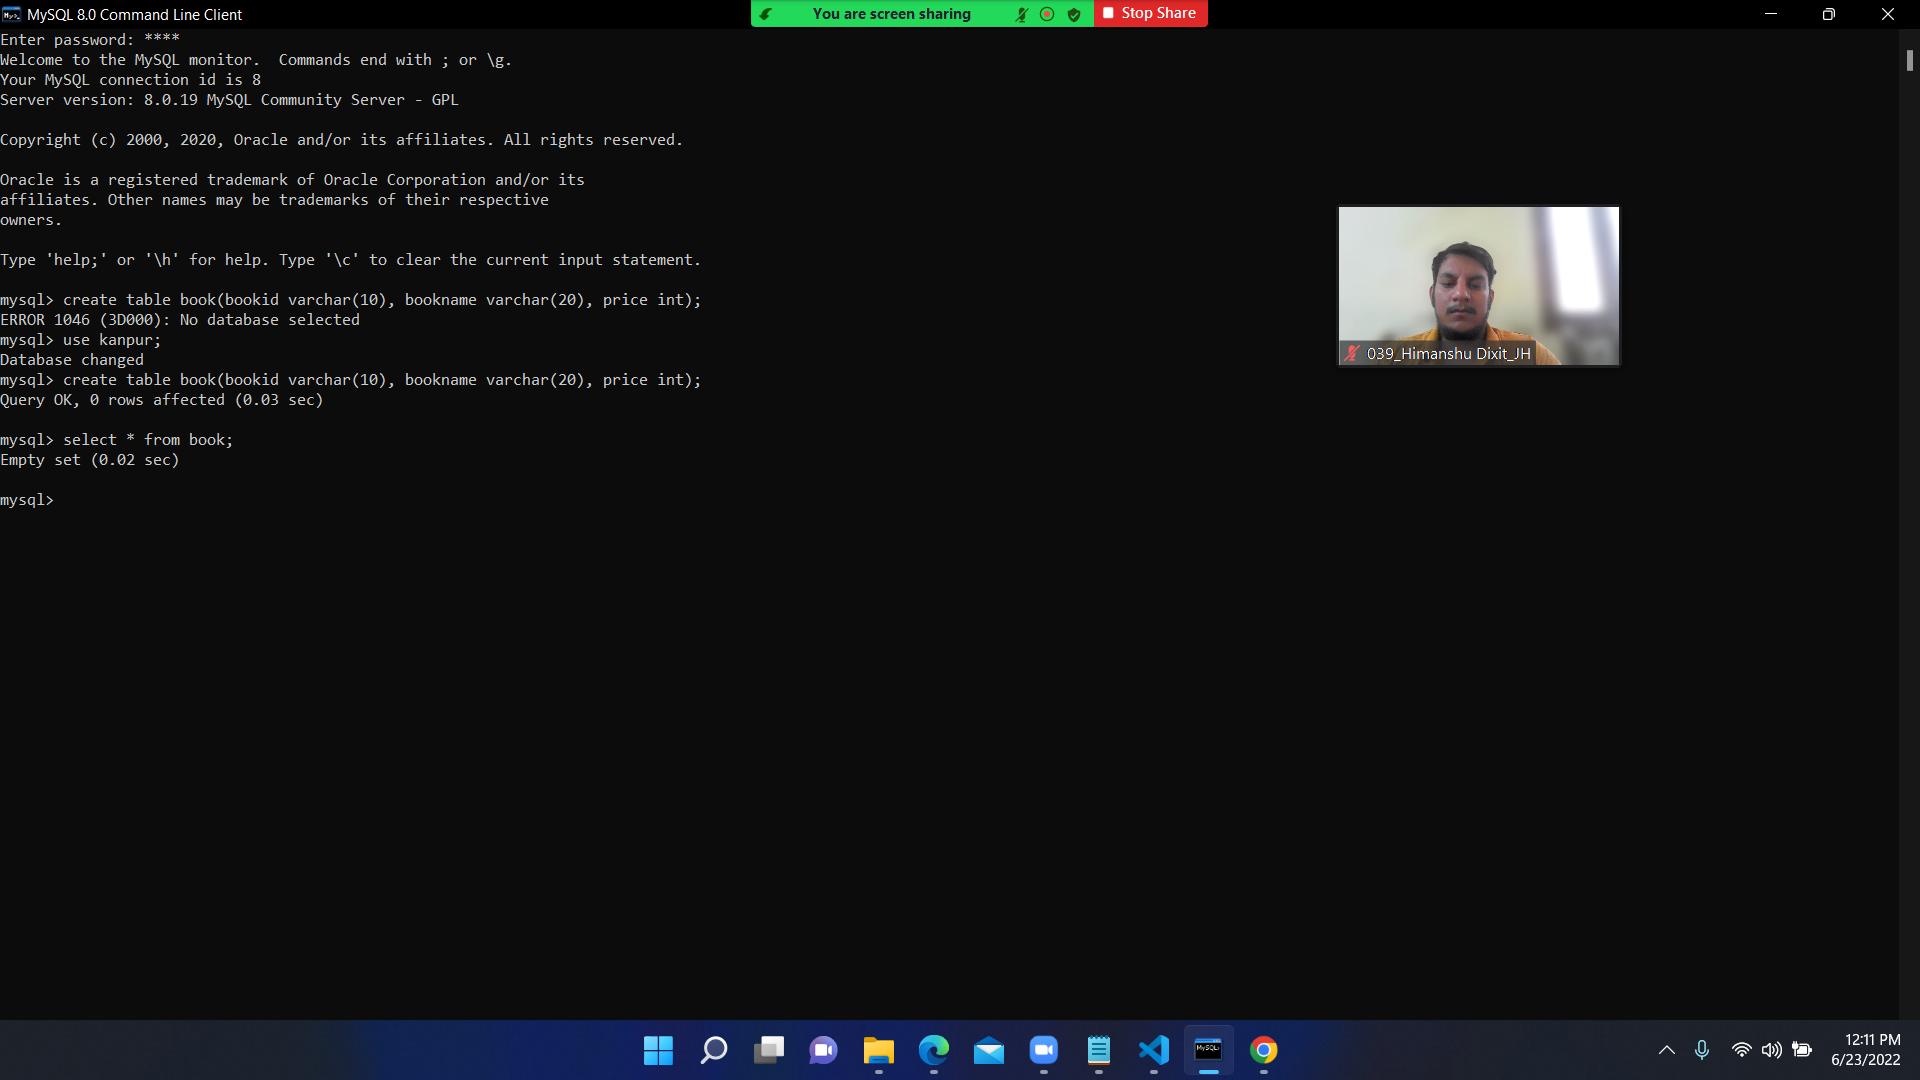 MySQL 8.0 Command Line Client
You are screen sharing
Stop Share
Enter password: ****
Welcome to the MySQL monitor.  Commands end with ; or \g.
Your MySQL connection id is 8
Server version: 8.0.19 MySQL Community Server - GPL
Copyright (c) 2000, 2020, Oracle and/or its affiliates. All rights reserved.
Oracle is a registered trademark of Oracle Corporation and/or its
affiliates. Other names may be trademarks of their respective
owners.
Type 'help;' or '\h' for help. Type '\c' to clear the current input statement.
mysql> create table book(bookid varchar(10), bookname varchar(20), price int);
ERROR 1046 (3D000): No database selected
mysql> use kanpur;
Database changed
mysql> create table book(bookid varchar(10), bookname varchar(20), price int);
Query OK, 0 rows affected (0.03 sec)
mysql> select * from book;
Empty set (0.02 sec)
mysql>
039_Himanshu Dixit_JH
12:11 PM
6/23/2022